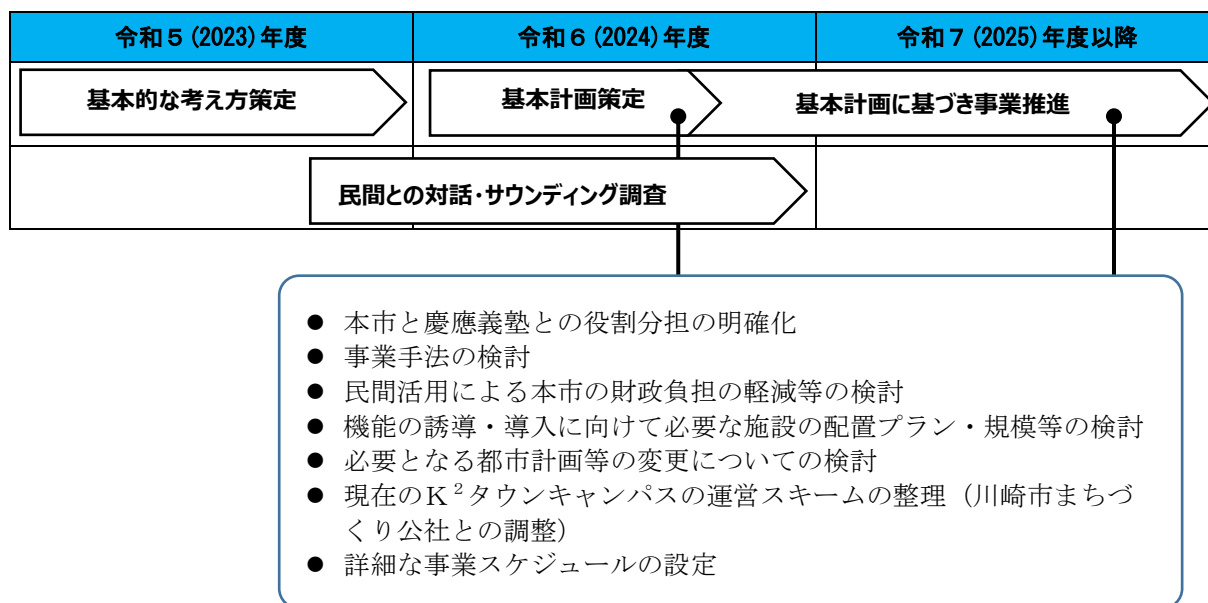 令和５(2023)年度
令和６(2024)年度
令和７(2025)年度以降
基本的な考え方策定
基本計画策定
基本計画に基づき事業推進
民間との対話・サウンディング調査
● 本市と慶應義塾との役割分担の明確化
● 事業手法の検討
● 民間活用による本市の財政負担の軽減等の検討
● 機能の誘導・導入に向けて必要な施設の配置プラン・規模等の検討
● 必要となる都市計画等の変更についての検討
● 現在のＫ²タウンキャンパスの運営スキームの整理（川崎市まちづ
くり公社との調整）
● 詳細な事業スケジュールの設定